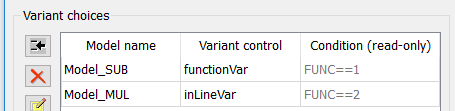 Variant choices
Model name Variant control Condition (read-only)
Model_SUB functionVar FUNC==1
Model_MUL inLineVar FUNC==2